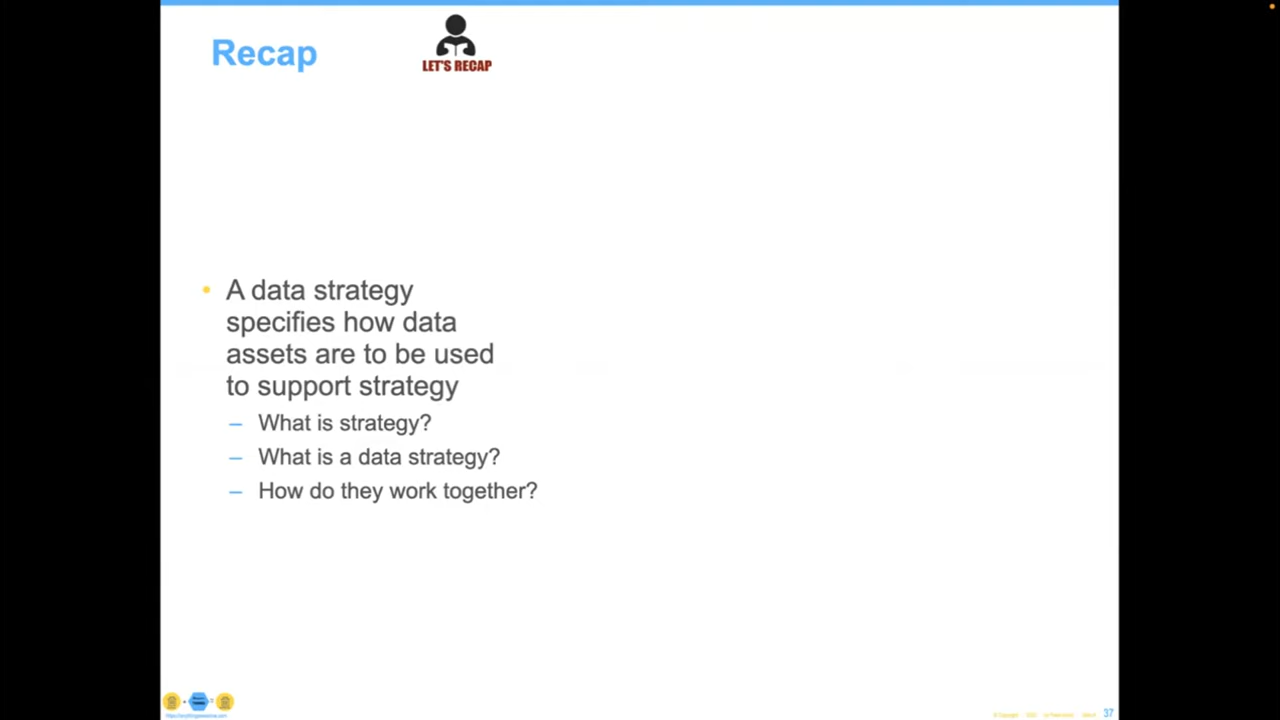 Recap
LET'S RECAP
• A data strategy
specifies how data
assets are to be used
to support strategy
– What is strategy?
– What is a data strategy?
– How do they work together?
37